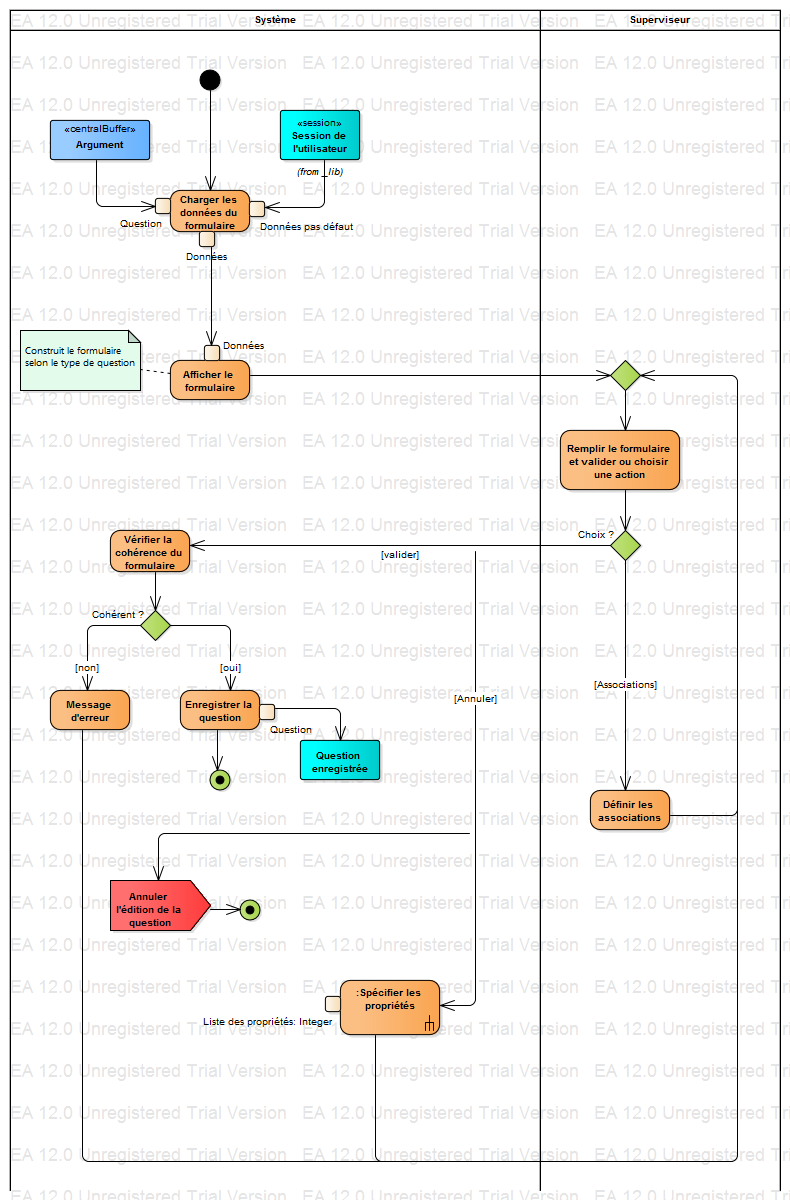 Système
Superviseur
EA 12.0 Unregistered Trial Version
«centralBuffer»
Argument
«session»
Session de
l'utilisateur
(from _lib)
Charger les
données du
formulaire
Question
Données pas défaut
Données
Données
Construit le formulaire
selon le type de question
Afficher le
formulaire
Remplir le formulaire
et valider ou choisir
une action
Choix ?
[valider]
Vérifier la
cohérence du
formulaire
Cohérent ?
[non]
[oui]
[Annuler]
[Associations]
Message
d'erreur
Enregistrer la
question
Question
Question
enregistrée
Définir les
associations
Annuler
l'édition de la
question
:Spécifier les
propriétés
Liste des propriétés: Integer